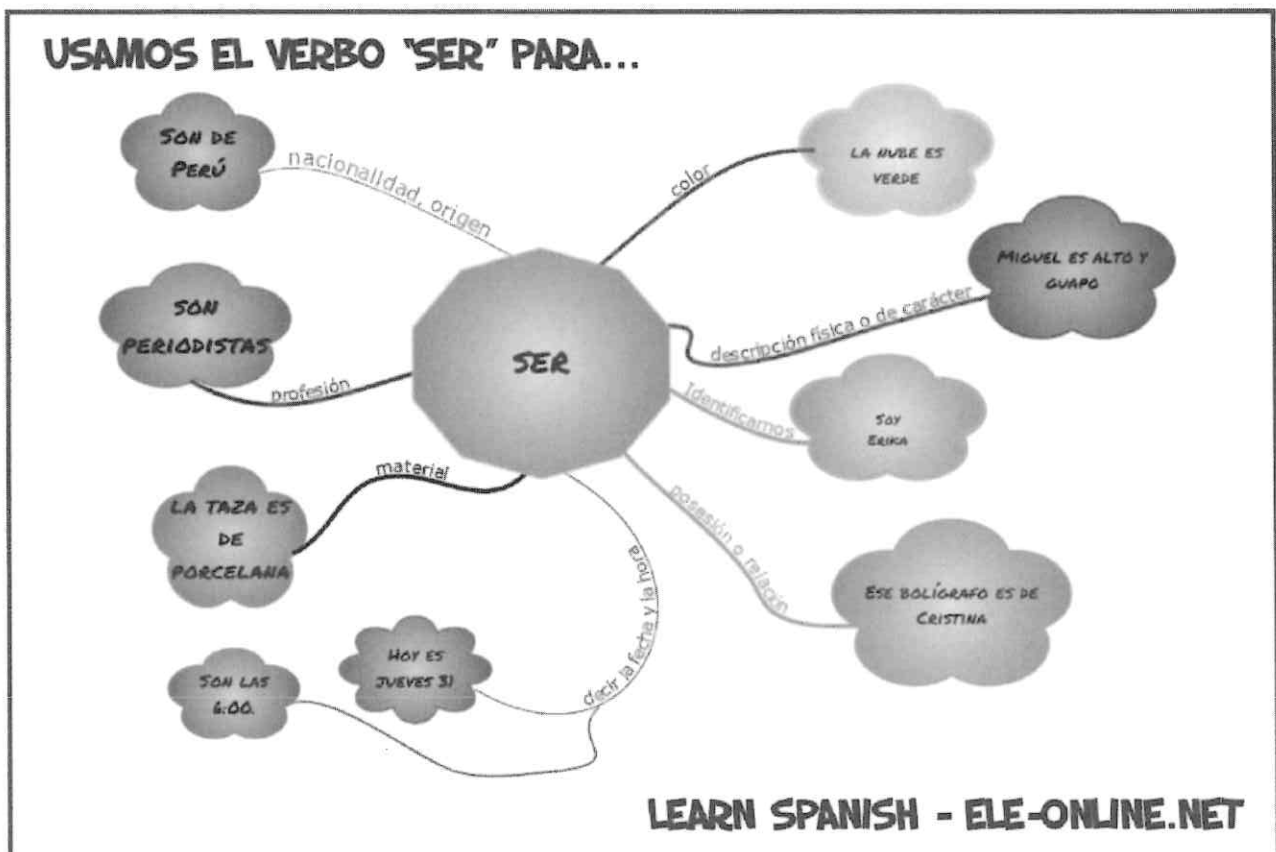 USAMOS EL VERBO "SER" PARA...
SON DE
PERÚ
nacionalidad, origen
color
LA NUBE ES
VERDE
MIGUEL ES ALTO Y
GUAPO
descripción física o de carácter
SON
PERIODISTAS
profesión
SER
Identificarnos
SOY
ERIKA
material
LA TAZA ES
DE
PORCELANA
posesión o relación
ESE BOLÍGRAFO ES DE
CRISTINA
decir la fecha y la hora
HOY ES
JUEVES 31
SON LAS
6:00.
LEARN SPANISH - ELE-ONLINE.NET